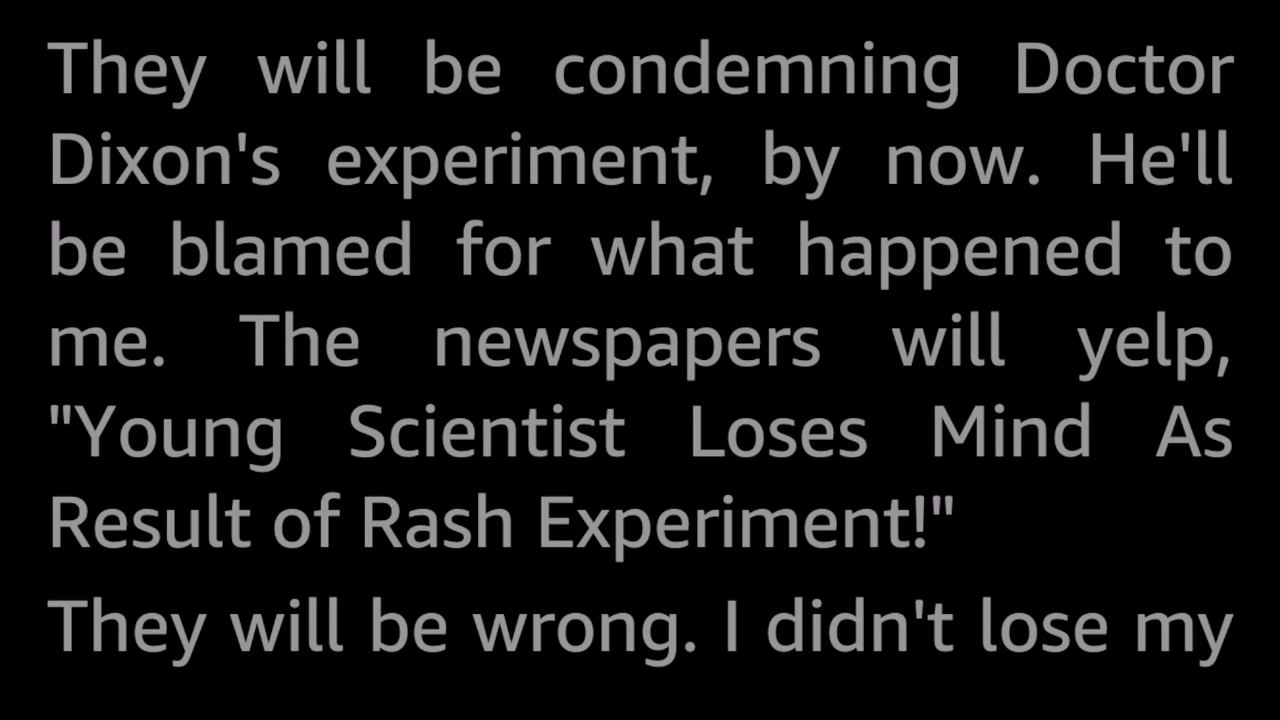 They will be condemning Doctor
Dixon's experiment, by now. He'll
be blamed for what happened to
me. The newspapers will yelp,
"Young Scientist Loses Mind As
Result of Rash Experiment!"
They will be wrong. I didn't lose my